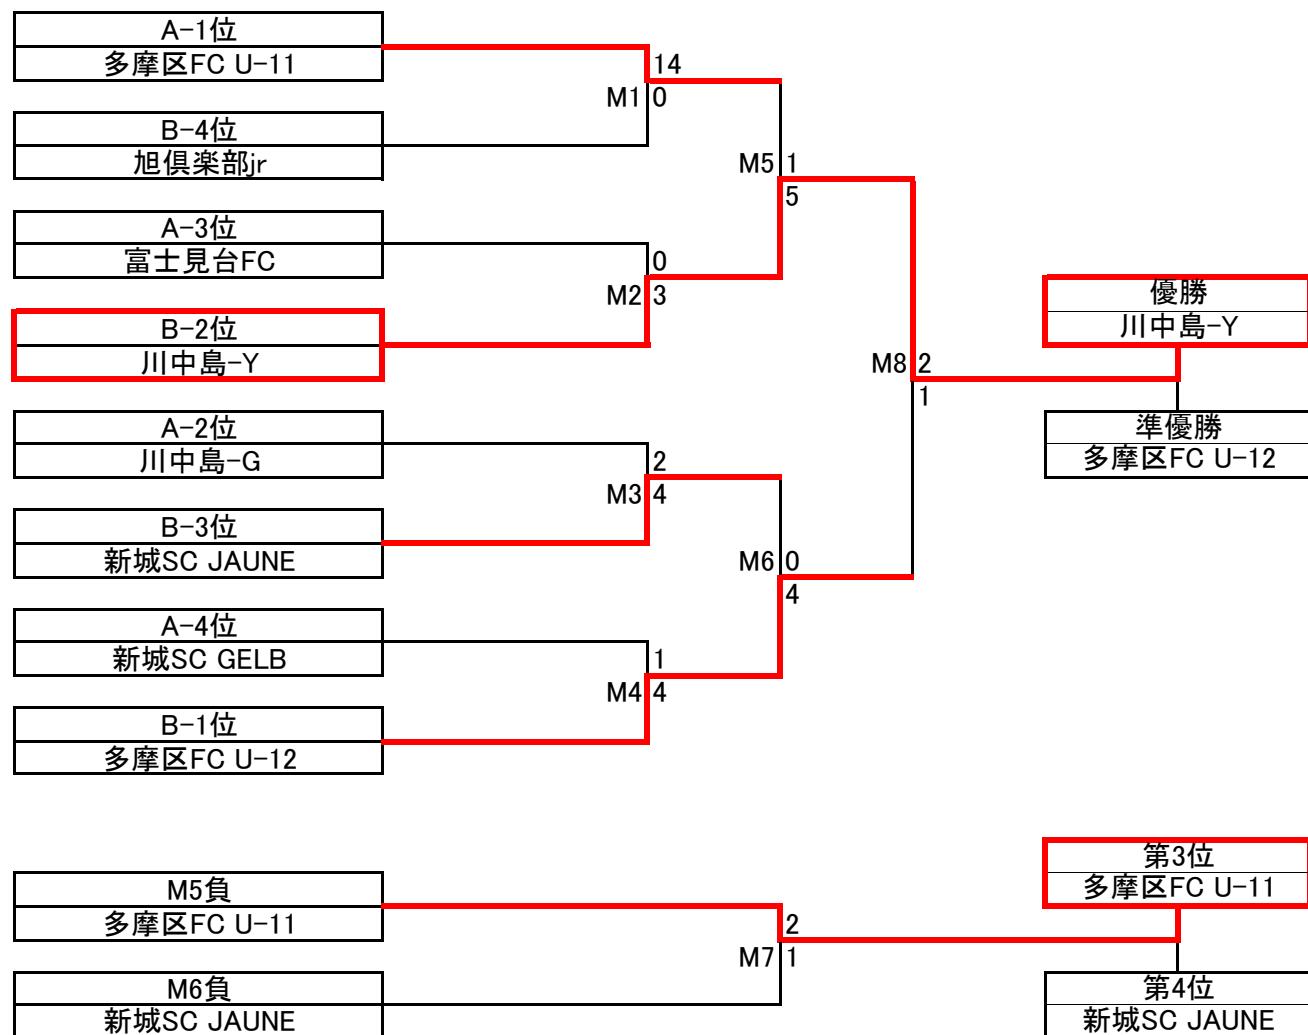 A-1位
多摩区FC U-11
14
M1 0
B-4位
旭倶楽部jr
M5 1
5
A-3位
富士見台FC
0
M2 3
B-2位
川中島-Y
優勝
川中島-Y
M8 2
1
準優勝
多摩区FC U-12
A-2位
川中島-G
2
M3 4
B-3位
新城SC JAUNE
M6 0
4
A-4位
新城SC GELB
1
M4 4
B-1位
多摩区FC U-12
M5負
多摩区FC U-11
2
M7 1
M6負
新城SC JAUNE
第3位
多摩区FC U-11
第4位
新城SC JAUNE